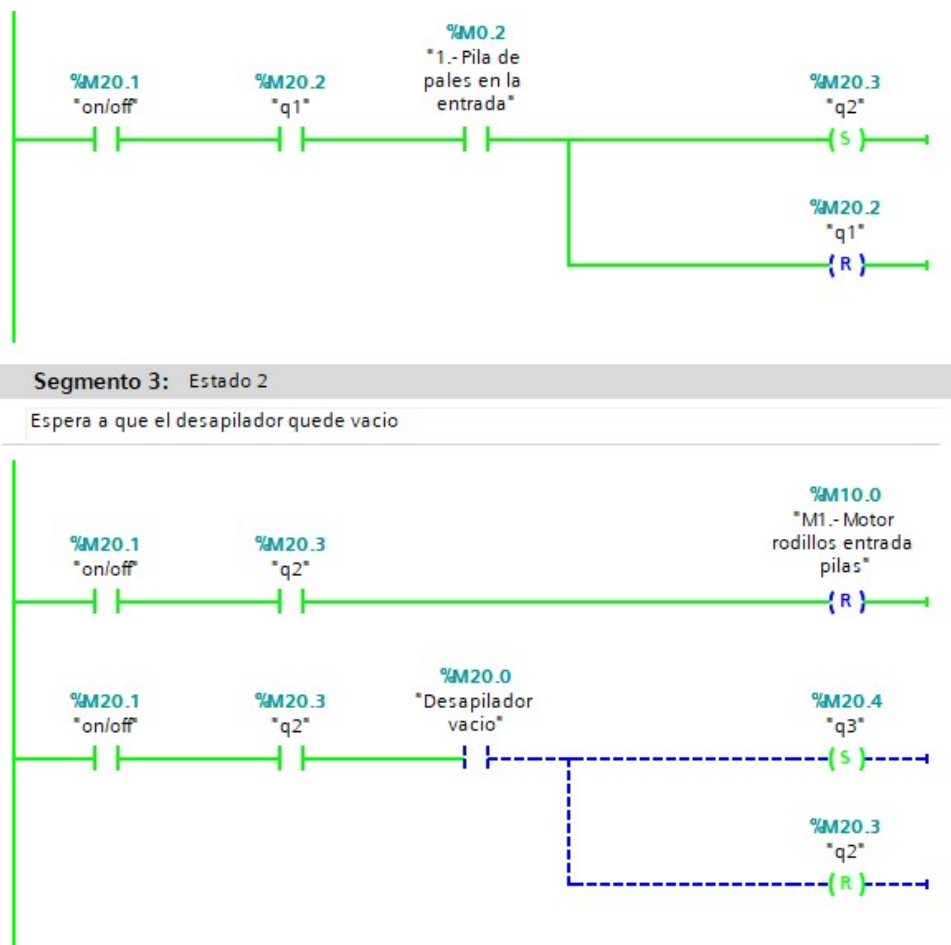 %M0.2
"1.- Pila de
pales en la
entrada"
%M20.1
"on/off"
%M20.2
"q1"
%M20.3
"q2"
S
%M20.2
"q1"
R
Segmento 3: Estado 2
Espera a que el desapilador quede vacio
%M10.0
"M1.- Motor
rodillos entrada
pilas"
%M20.1
"on/off"
%M20.3
"q2"
R
%M20.0
"Desapilador
vacio"
%M20.1
"on/off"
%M20.3
"q2"
%M20.4
"q3"
S
%M20.3
"q2"
R